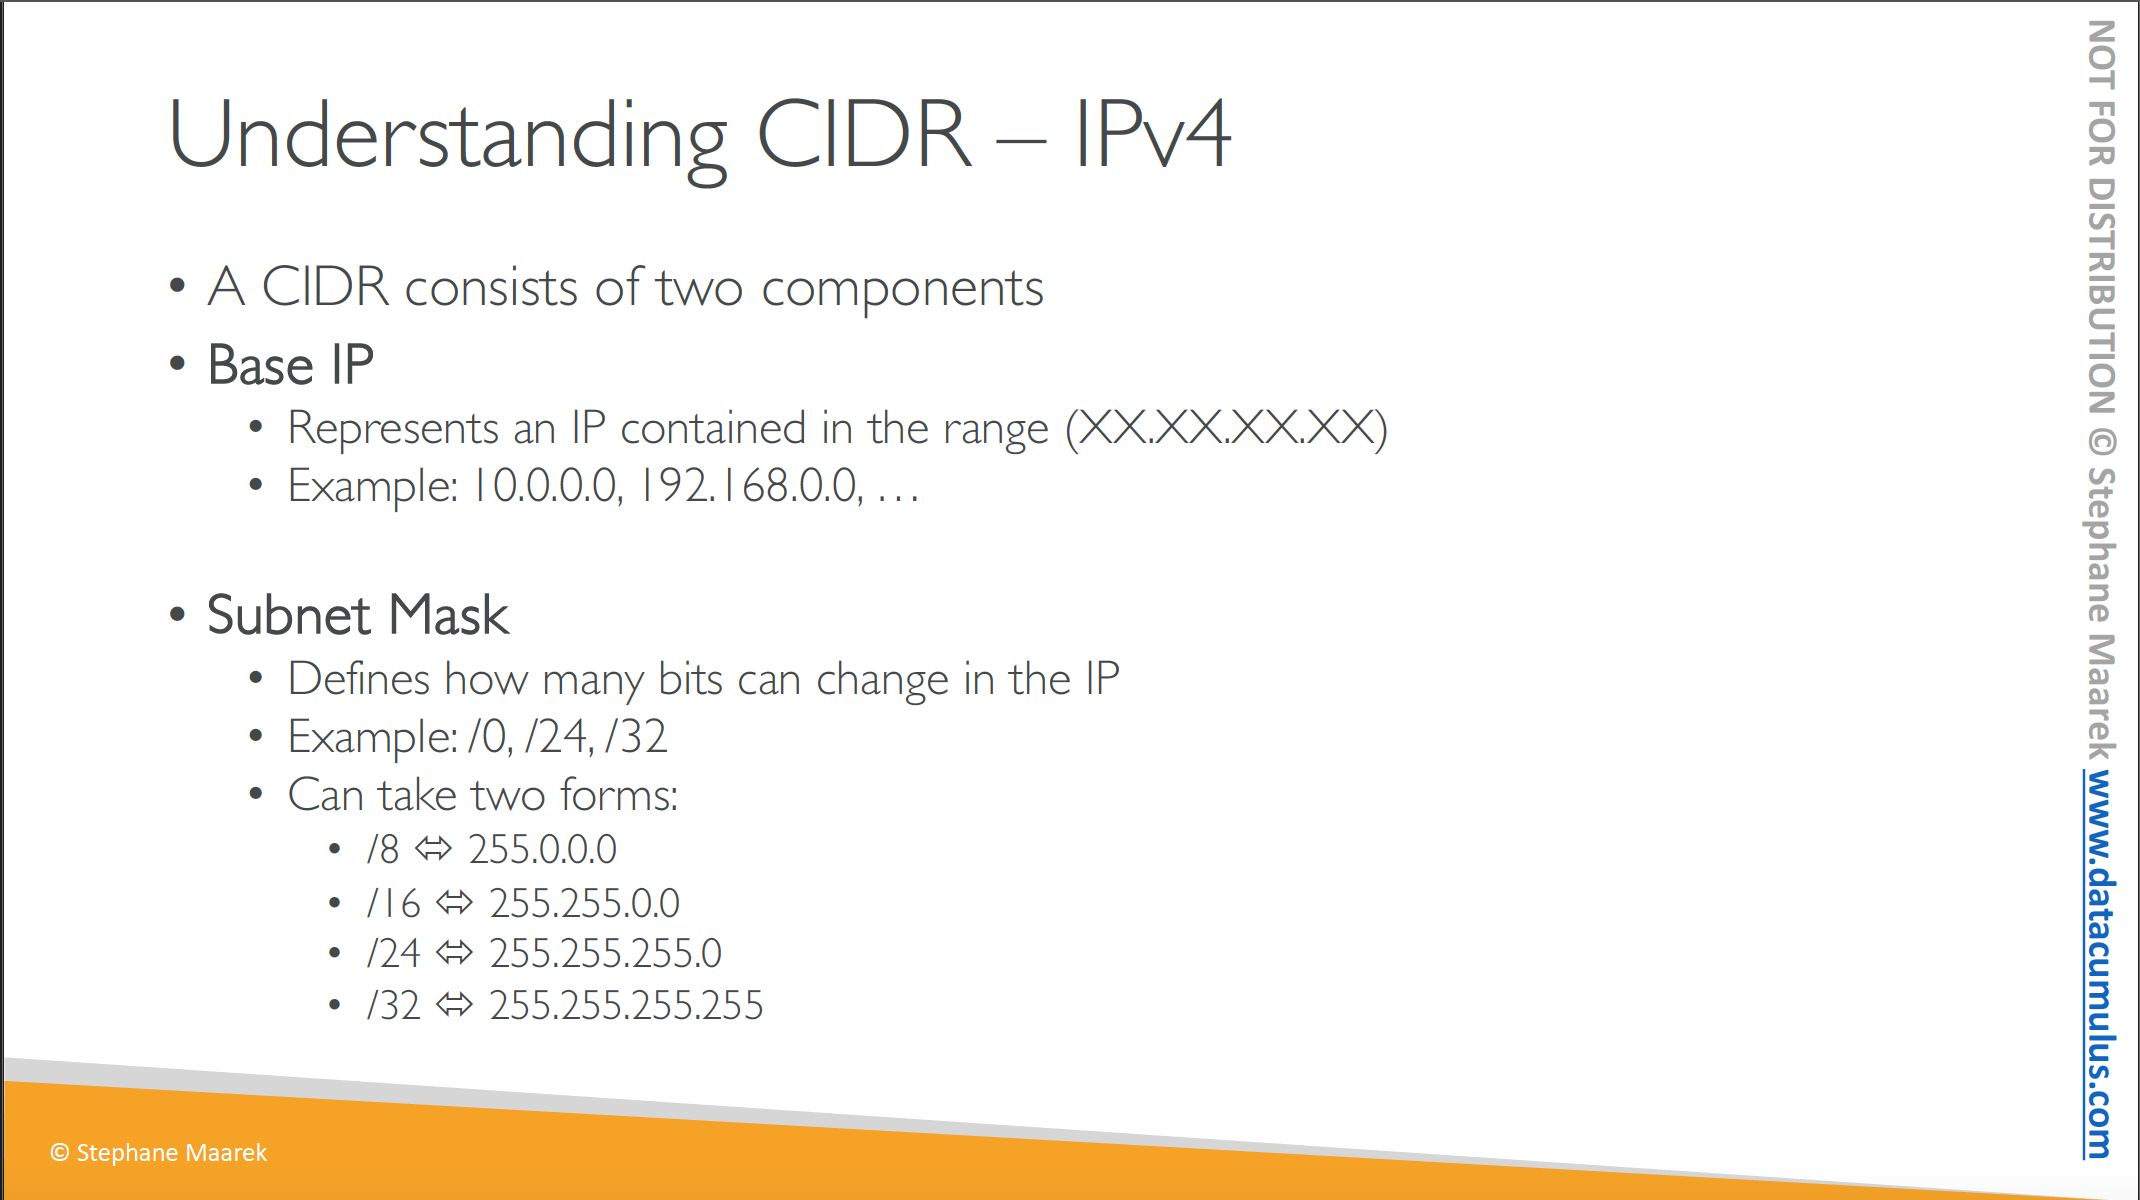 Understanding CIDR – IPv4
• A CIDR consists of two components
• Base IP
• Represents an IP contained in the range (XX.XX.XX.XX)
• Example: 10.0.0.0, 192.168.0.0, …
• Subnet Mask
• Defines how many bits can change in the IP
• Example: /0, /24, /32
• Can take two forms:
• /8 ⬄ 255.0.0.0
• /16 ⬄ 255.255.0.0
• /24 ⬄ 255.255.255.0
• /32 ⬄ 255.255.255.255
© Stephane Maarek
NOT FOR DISTRIBUTION © Stephane Maarek www.datacumulus.com